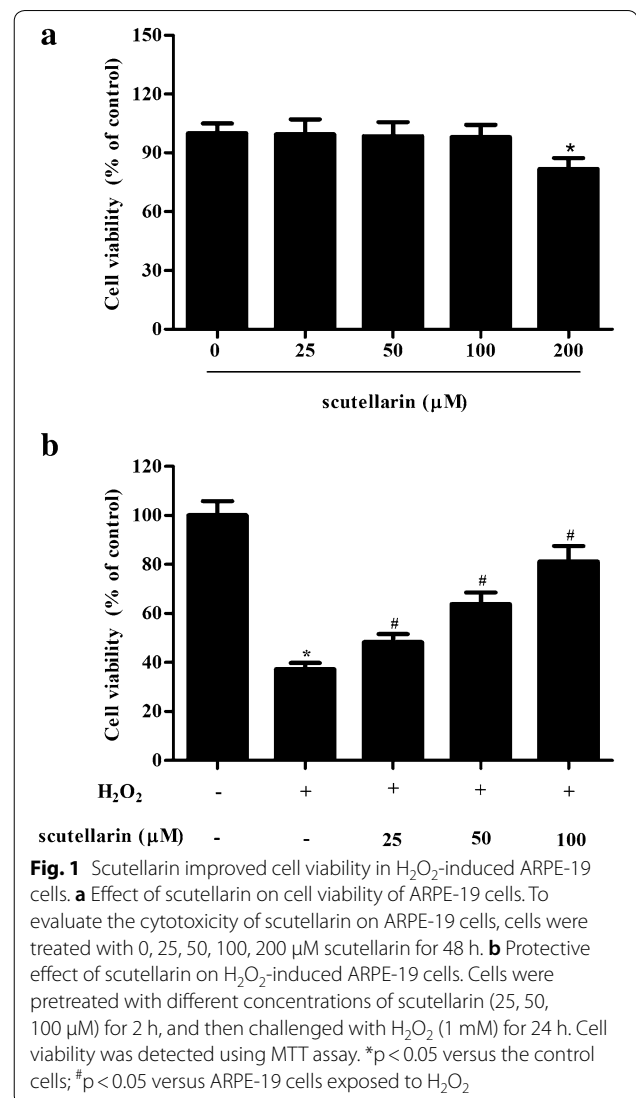 a
150
120
90
60
30
0
Cell viability (% of control)
*
0 25 50 100 200
scutellarin (μM)
b
120
100
80
60
40
20
0
Cell viability (% of control)
* # # #
H₂O₂ - + + + +
scutellarin (μM) - - 25 50 100
Fig. 1 Scutellarin improved cell viability in H₂O₂-induced ARPE-19
cells. a Effect of scutellarin on cell viability of ARPE-19 cells. To
evaluate the cytotoxicity of scutellarin on ARPE-19 cells, cells were
treated with 0, 25, 50, 100, 200 μM scutellarin for 48 h. b Protective
effect of scutellarin on H₂O₂-induced ARPE-19 cells. Cells were
pretreated with different concentrations of scutellarin (25, 50,
100 μM) for 2 h, and then challenged with H₂O₂ (1 mM) for 24 h. Cell
viability was detected using MTT assay. *p < 0.05 versus the control
cells; #p < 0.05 versus ARPE-19 cells exposed to H₂O₂